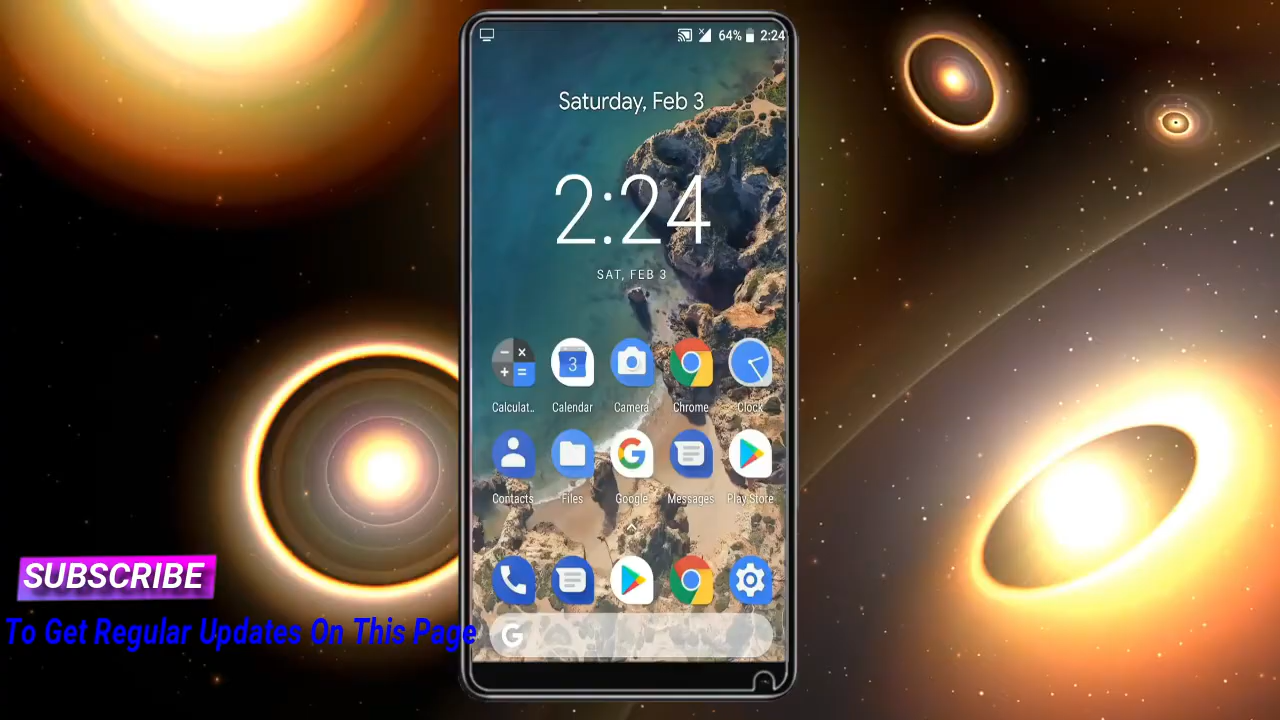 64% 2:24
Saturday, Feb 3
2:24
SAT, FEB 3
3
Calculat.. Calendar Camera Chrome Clock
Contacts Files Google Messages Play Store
G
SUBSCRIBE
To Get Regular Updates On This Page